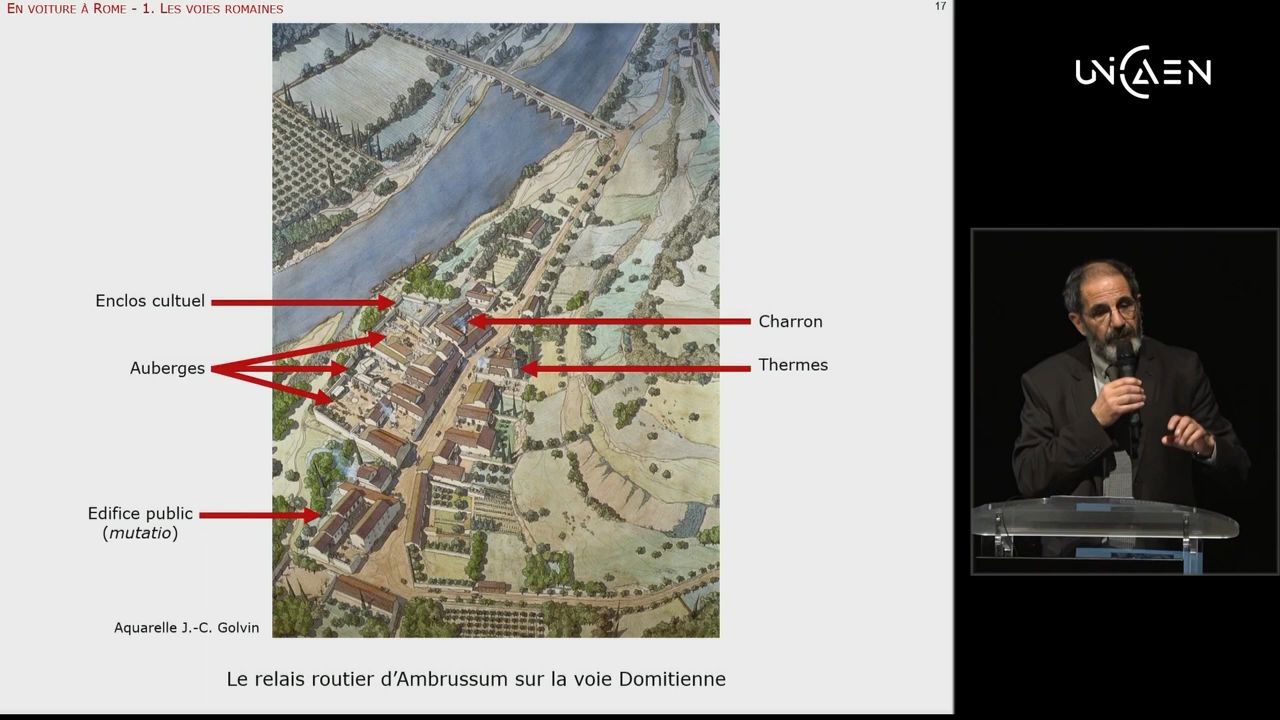 En voiture à Rome - 1. Les voies romaines
17
UNICAEN
Enclos cultuel
Charron
Auberges
Thermes
Edifice public
(mutatio)
Aquarelle J.-C. Golvin
Le relais routier d’Ambrussum sur la voie Domitienne